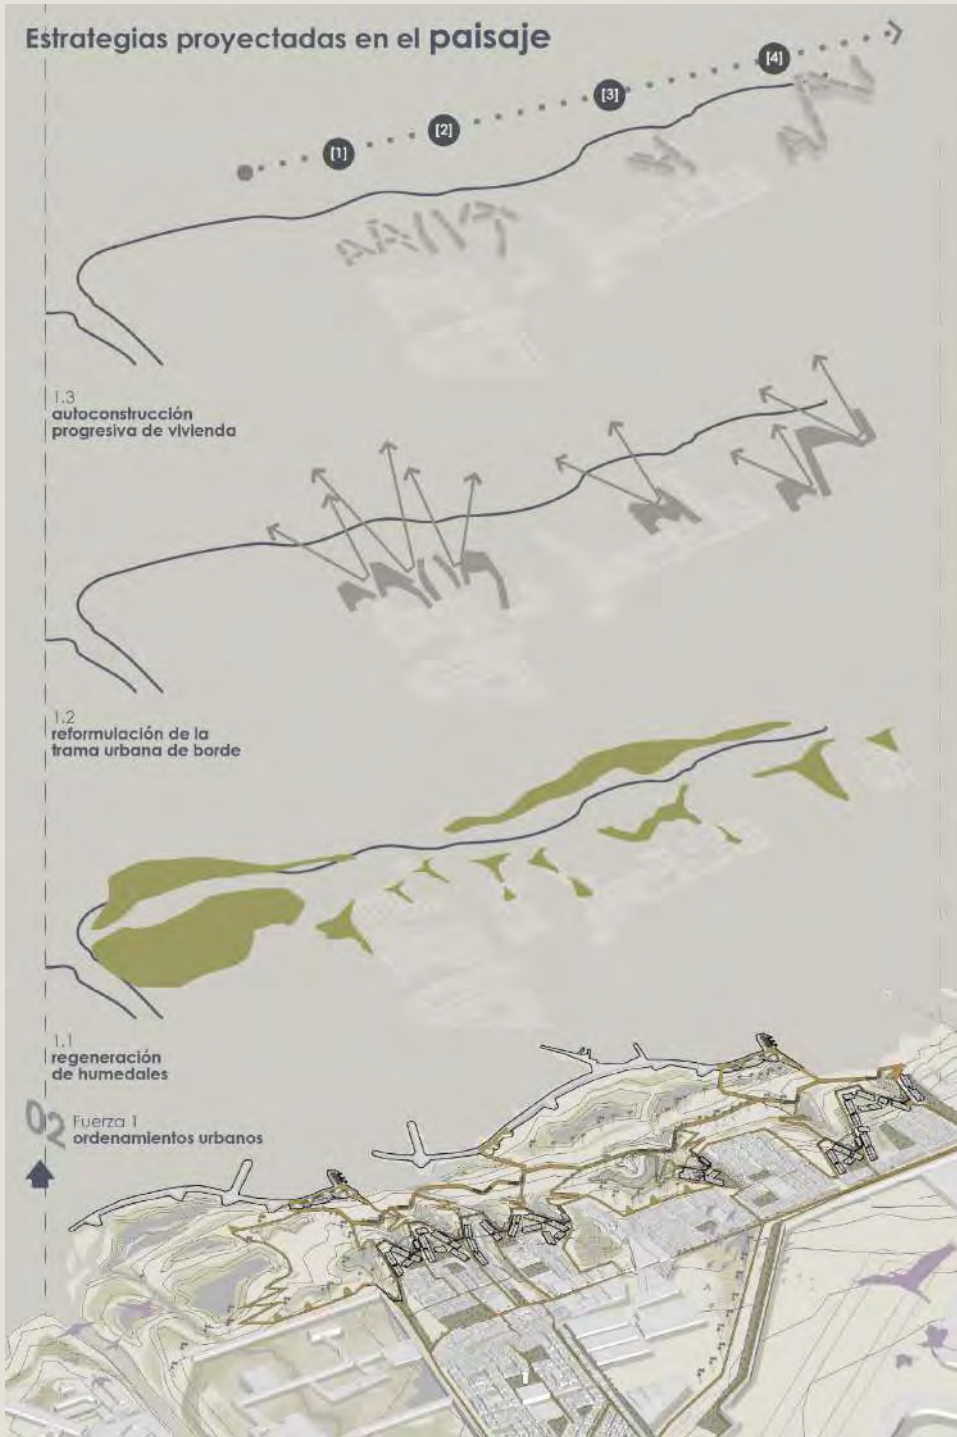 Estrategias proyectadas en el paisaje
[4]
[3]
[2]
[1]
1.3
autoconstrucción
progresiva de vivienda
1.2
reformulación de la
trama urbana de borde
1.1
regeneración
de humedales
02 Fuerza 1
ordenamientos urbanos